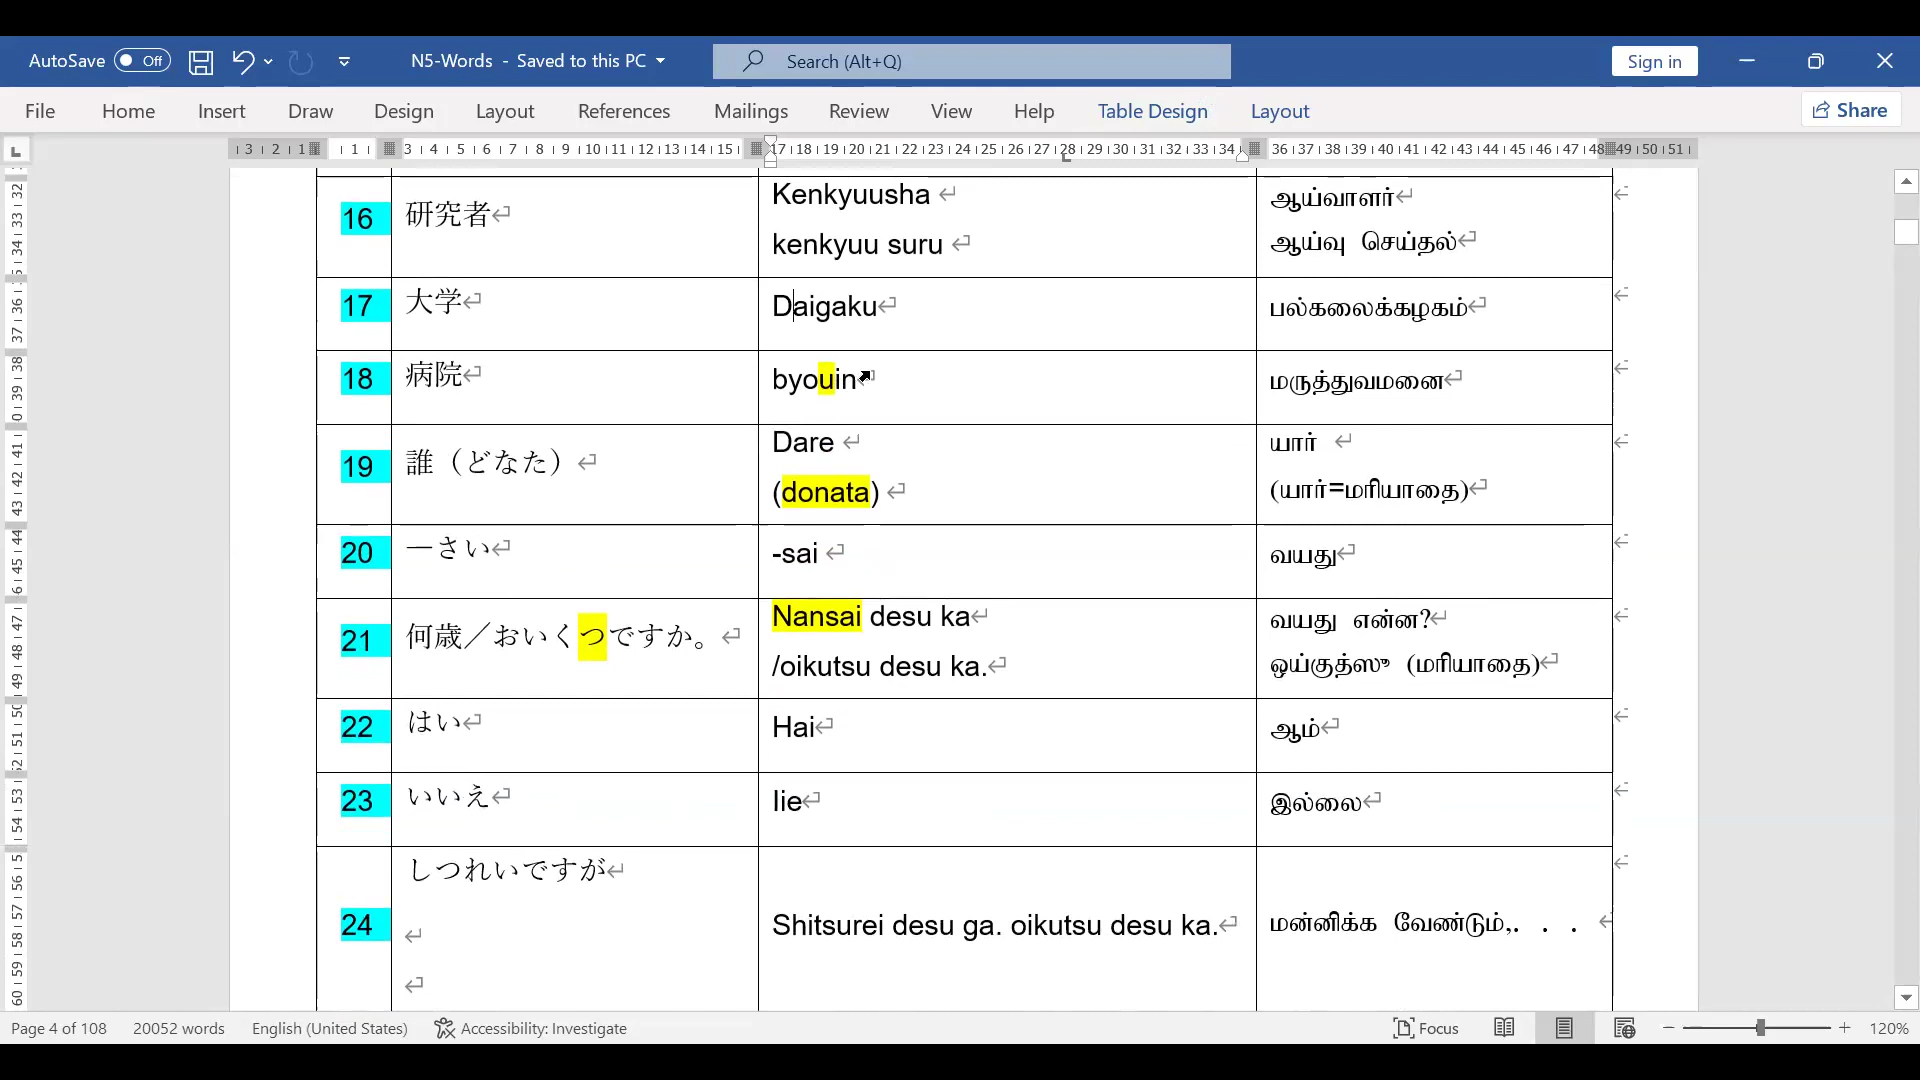 AutoSave Off N5-Words - Saved to this PC Search (Alt+Q) Sign in
File Home Insert Draw Design Layout References Mailings Review View Help Table Design Layout Share
16 研究者 Kenkyuusha ஆய்வாளர்
kenkyuu suru ஆய்வு செய்தல்
17 大学 Daigaku பல்கலைக்கழகம்
18 病院 byouin மருத்துவமனை
19 誰（どなた） Dare யார்
(donata) (யார்=மரியாதை)
20 ーさい -sai வயது
21 何歳／おいくつですか。 Nansai desu ka வயது என்ன?
/oikutsu desu ka. ஒய்குத்ஸு (மரியாதை)
22 はい Hai ஆம்
23 いいえ Iie இல்லை
しつれいですが
24 Shitsurei desu ga. oikutsu desu ka. மன்னிக்க வேண்டும்,. . .
Page 4 of 108 20052 words English (United States) Accessibility: Investigate Focus 120%